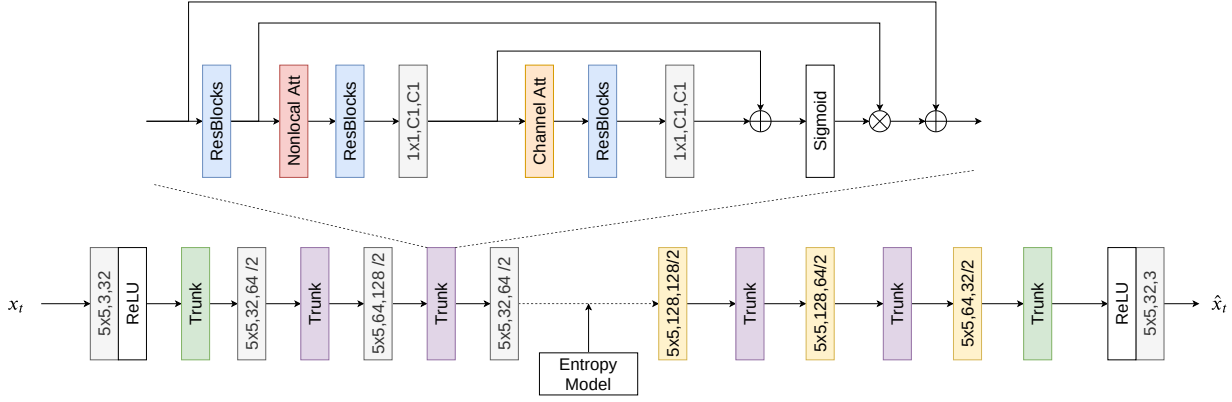 ResBlocks
Nonlocal Att
ResBlocks
1x1,C1,C1
Channel Att
ResBlocks
1x1,C1,C1
Sigmoid
x_t
5x5,3,32
ReLU
Trunk
5x5,32,64 /2
Trunk
5x5,64,128 /2
Trunk
5x5,32,64 /2
Entropy
Model
5x5,128,128/2
Trunk
5x5,128,64/2
Trunk
5x5,64,32/2
Trunk
ReLU
5x5,32,3
x̂_t